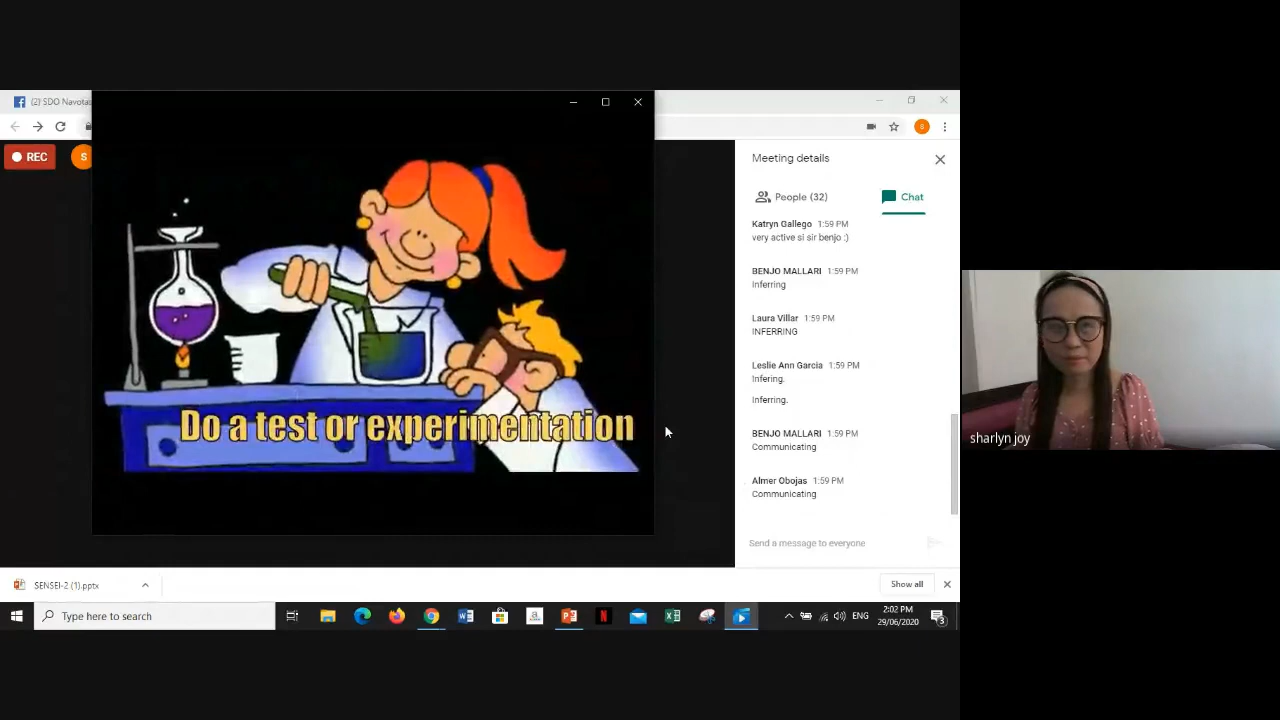 (2) SDO Navotas
REC
S
Do a test or experimentation
Meeting details
People (32)
Chat
Katryn Gallego 1:59 PM
very active si sir benjo :)
BENJO MALLARI 1:59 PM
Inferring
Laura Villar 1:59 PM
INFERRING
Leslie Ann Garcia 1:59 PM
Infering.
Inferring.
BENJO MALLARI 1:59 PM
Communicating
Almer Obojas 1:59 PM
Communicating
Send a message to everyone
sharlyn joy
SENSEI-2 (1).pptx
Show all
Type here to search
ENG
2:02 PM
29/06/2020
3